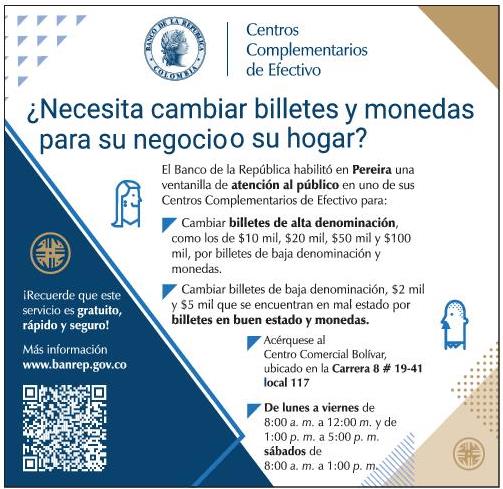 BANCO DE LA REPÚBLICA
COLOMBIA
Centros
Complementarios
de Efectivo
¿Necesita cambiar billetes y monedas
para su negocioo su hogar?
El Banco de la República habilitó en Pereira una
ventanilla de atención al público en uno de sus
Centros Complementarios de Efectivo para:
Cambiar billetes de alta denominación,
como los de $10 mil, $20 mil, $50 mil y $100
mil, por billetes de baja denominación y
monedas.
Cambiar billetes de baja denominación, $2 mil
y $5 mil que se encuentran en mal estado por
billetes en buen estado y monedas.
¡Recuerde que este
servicio es gratuito,
rápido y seguro!
Más información
www.banrep.gov.co
Acérquese al
Centro Comercial Bolívar,
ubicado en la Carrera 8 # 19-41
local 117
De lunes a viernes de
8:00 a. m. a 12:00 m. y de
1:00 p. m. a 5:00 p. m.
sábados de
8:00 a. m. a 1:00 p. m.